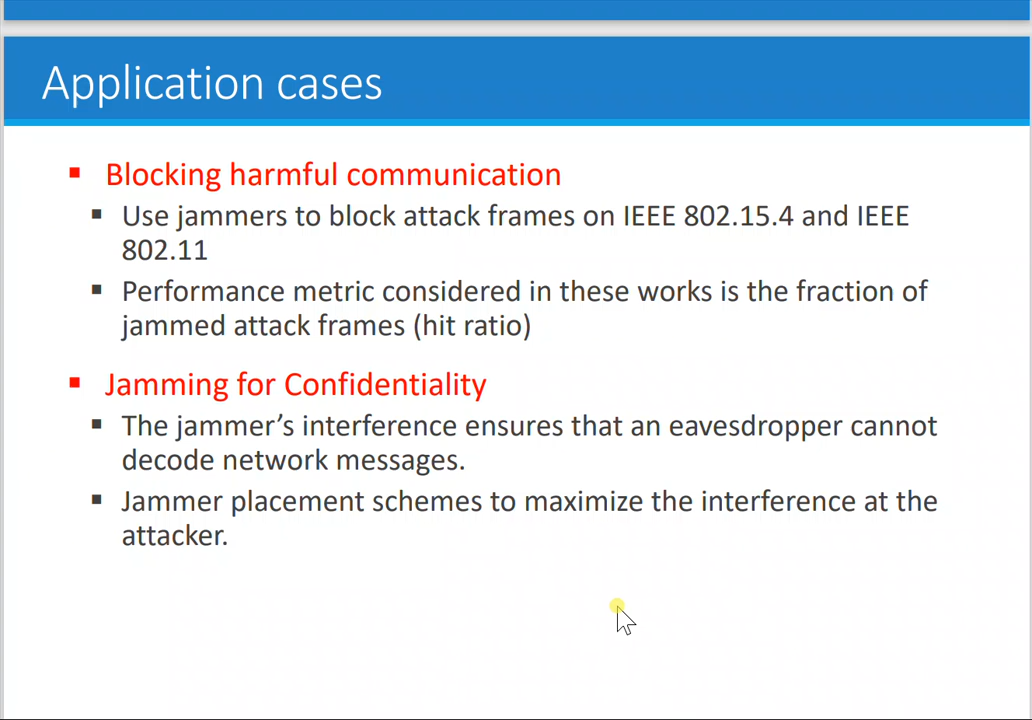 Application cases
Blocking harmful communication
Use jammers to block attack frames on IEEE 802.15.4 and IEEE
802.11
Performance metric considered in these works is the fraction of
jammed attack frames (hit ratio)
Jamming for Confidentiality
The jammer’s interference ensures that an eavesdropper cannot
decode network messages.
Jammer placement schemes to maximize the interference at the
attacker.